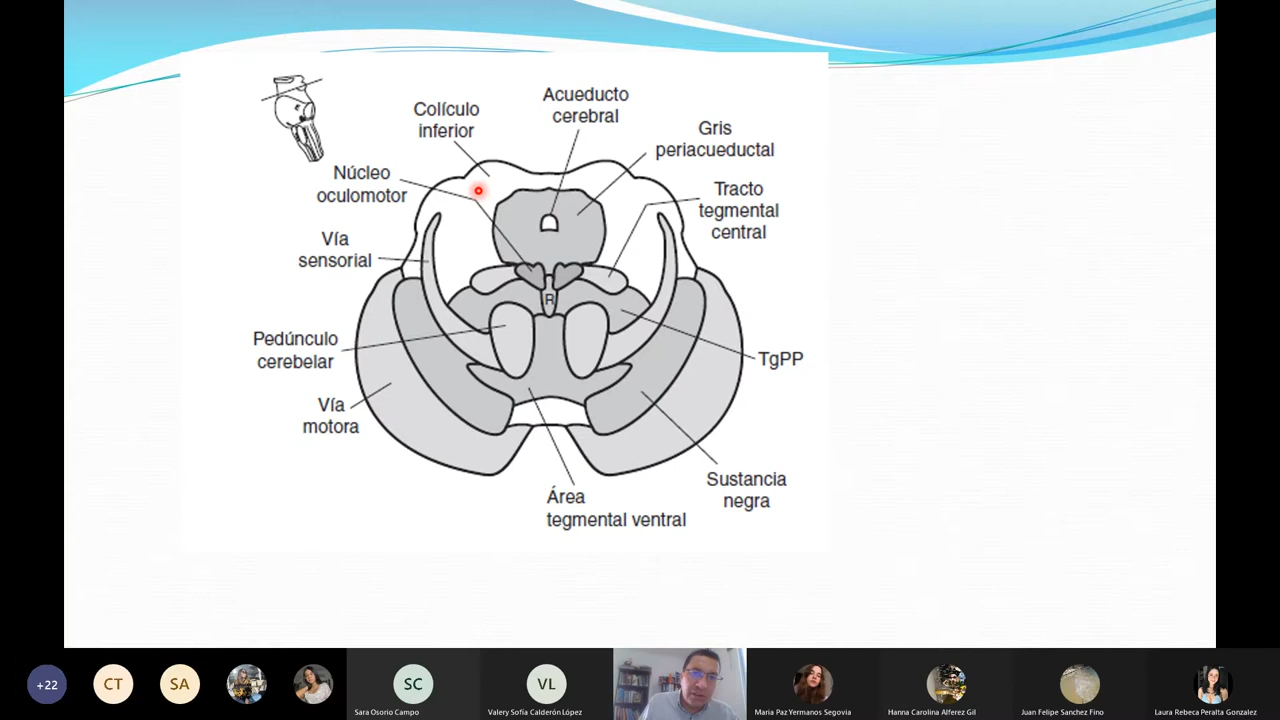 Acueducto
cerebral
Colículo
inferior
Gris
periacueductal
Núcleo
oculomotor
Tracto
tegmental
central
Vía
sensorial
R
Pedúnculo
cerebelar
TgPP
Vía
motora
Sustancia
negra
Área
tegmental ventral
+22
CT
SA
SC
Sara Osorio Campo
VL
Valery Sofía Calderón López
Maria Paz Yermanos Segovia
Hanna Carolina Alferez Gil
Juan Felipe Sanchez Fino
Laura Rebeca Peralta Gonzalez